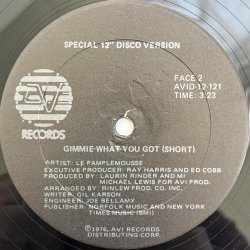 SPECIAL 12" DISCO VERSION
FACE 2
AVID-12-121
TIME: 3.23
AVI
RECORDS
GIMMIE WHAT YOU GOT (SHORT)
ARTIST: LE PAMPLEMOUSSE
EXECUTIVE PRODUCER: RAY HARRIS AND ED COBB
PRODUCED BY: LAURIN RINDER AND
MICHAEL LEWIS FOR AVI PROD.
ARRANGED BY: RINLEW PROD. CO. INC.
WRITER: GIL KARSON
ENGINEER: JOE BELLAMY
PUBLISHER: NORFOLK MUSIC AND NEW YORK
TIMES MUSIC (BMI)
©1976, AVI RECORDS
DISTRIBUTING CORP.